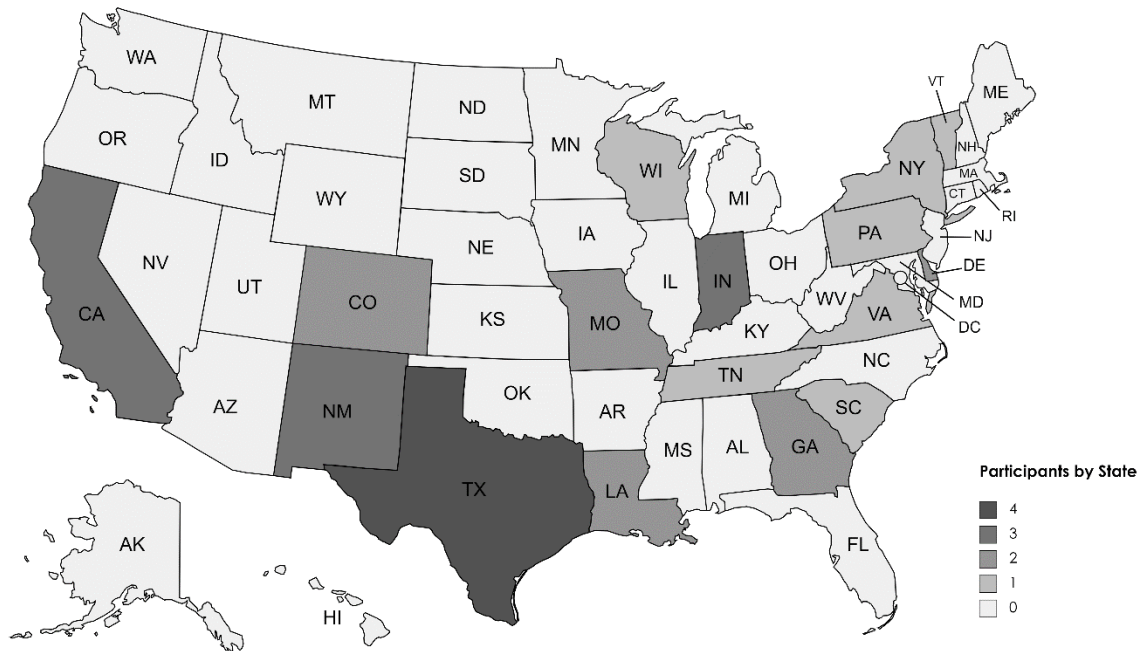 WA
MT
ND
MN
VT
ME
OR
ID
SD
WI
NY
NH
WY
MI
MA
CT
RI
IA
PA
NJ
NE
NV
UT
IL
IN
OH
DE
CA
CO
WV
MD
KS
MO
KY
VA
DC
OK
TN
NC
AZ
NM
AR
SC
MS
AL
GA
TX
LA
Participants by State
4
AK
3
FL
2
1
HI
0